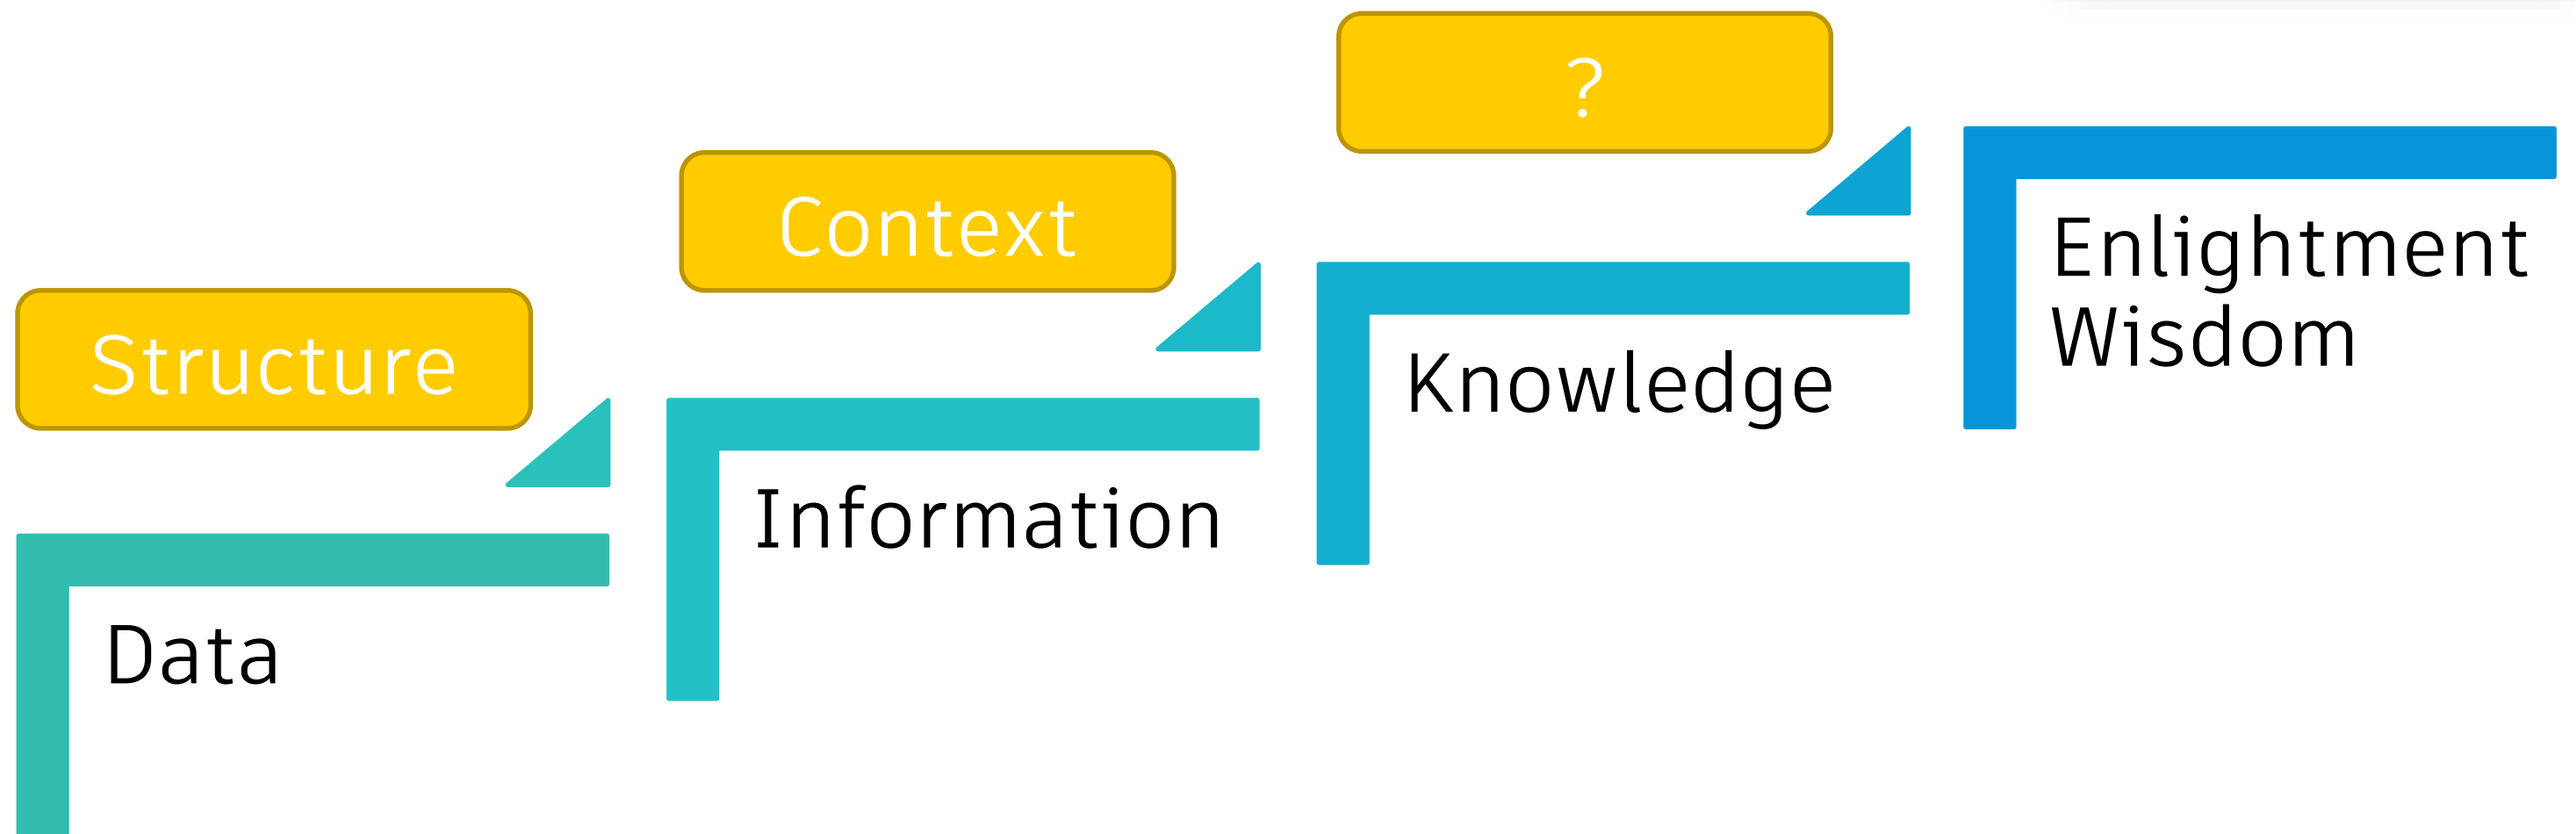 ?
Context
Structure
Enlightment
Wisdom
Knowledge
Information
Data